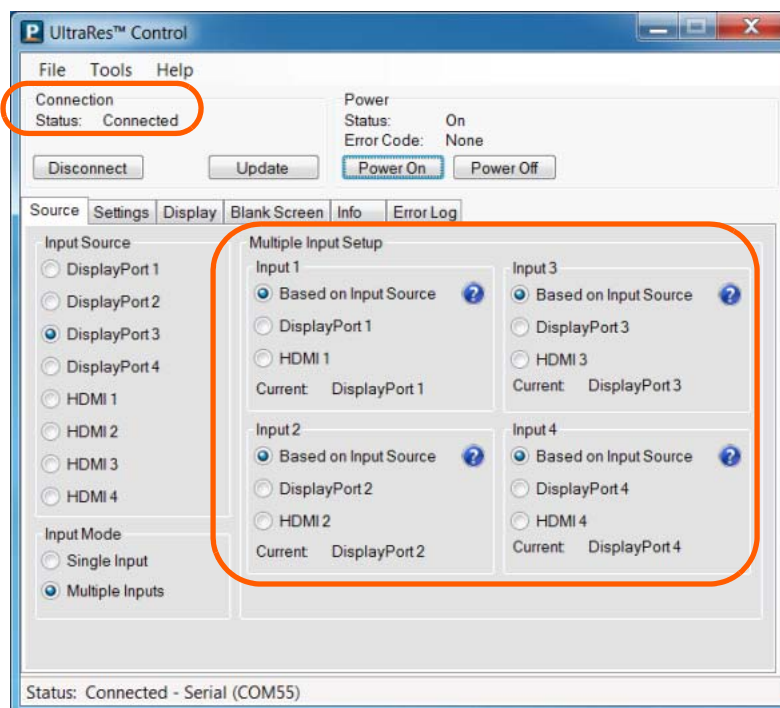 UltraRes™ Control
File Tools Help
Connection
Status: Connected
Disconnect Update
Power
Status: On
Error Code: None
Power On Power Off
Source Settings Display Blank Screen Info Error Log
Input Source
DisplayPort 1
DisplayPort 2
DisplayPort 3
DisplayPort 4
HDMI 1
HDMI 2
HDMI 3
HDMI 4
Input Mode
Single Input
Multiple Inputs
Multiple Input Setup
Input 1
Based on Input Source ?
DisplayPort 1
HDMI 1
Current: DisplayPort 1
Input 2
Based on Input Source ?
DisplayPort 2
HDMI 2
Current: DisplayPort 2
Input 3
Based on Input Source ?
DisplayPort 3
HDMI 3
Current: DisplayPort 3
Input 4
Based on Input Source ?
DisplayPort 4
HDMI 4
Current: DisplayPort 4
Status: Connected - Serial (COM55)